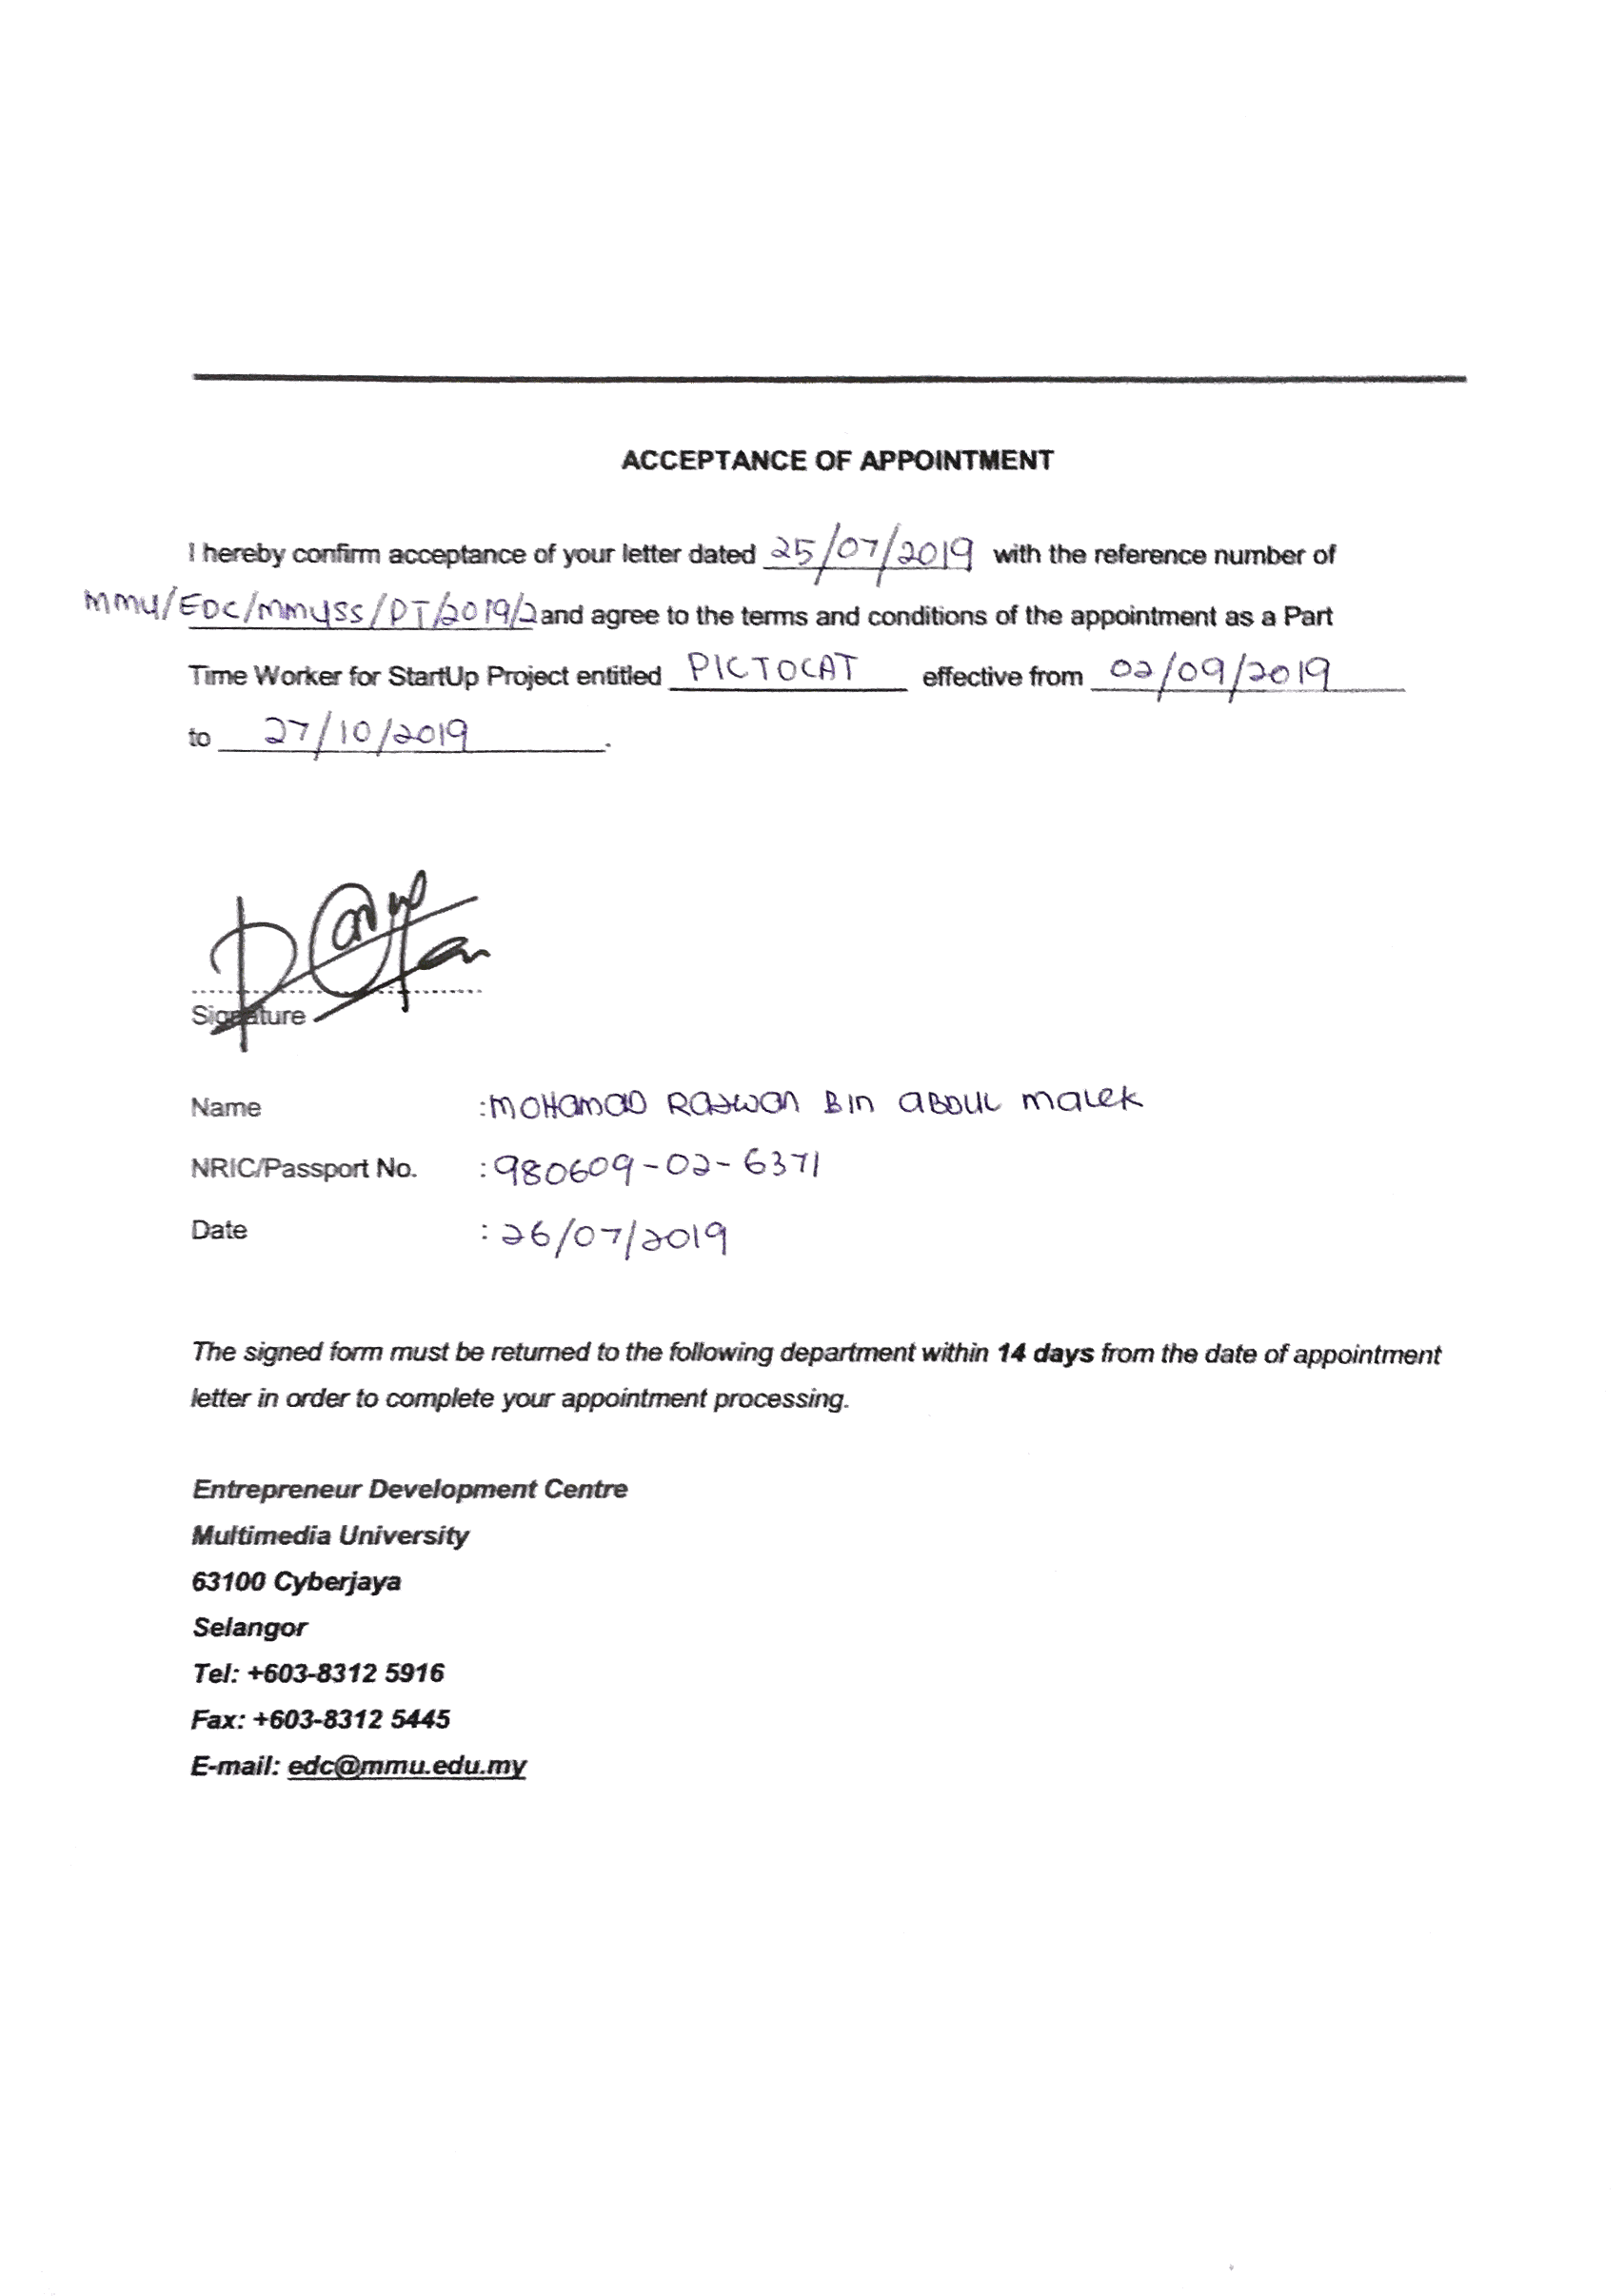 ACCEPTANCE OF APPOINTMENT
I hereby confirm acceptance of your letter dated 25/07/2019 with the reference number of
MMU/EDC/MMUSS/PT/2019/2 and agree to the terms and conditions of the appointment as a Part
Time Worker for StartUp Project entitled PICTOCAT effective from 02/09/2019
to 27/10/2019.
Signature
Name :MOHAMAD RAJWAN BIN ABDUL MALEK
NRIC/Passport No. :980609-02-6371
Date :26/07/2019
The signed form must be returned to the following department within 14 days from the date of appointment
letter in order to complete your appointment processing.
Entrepreneur Development Centre
Multimedia University
63100 Cyberjaya
Selangor
Tel: +603-8312 5916
Fax: +603-8312 5445
E-mail: edc@mmu.edu.my